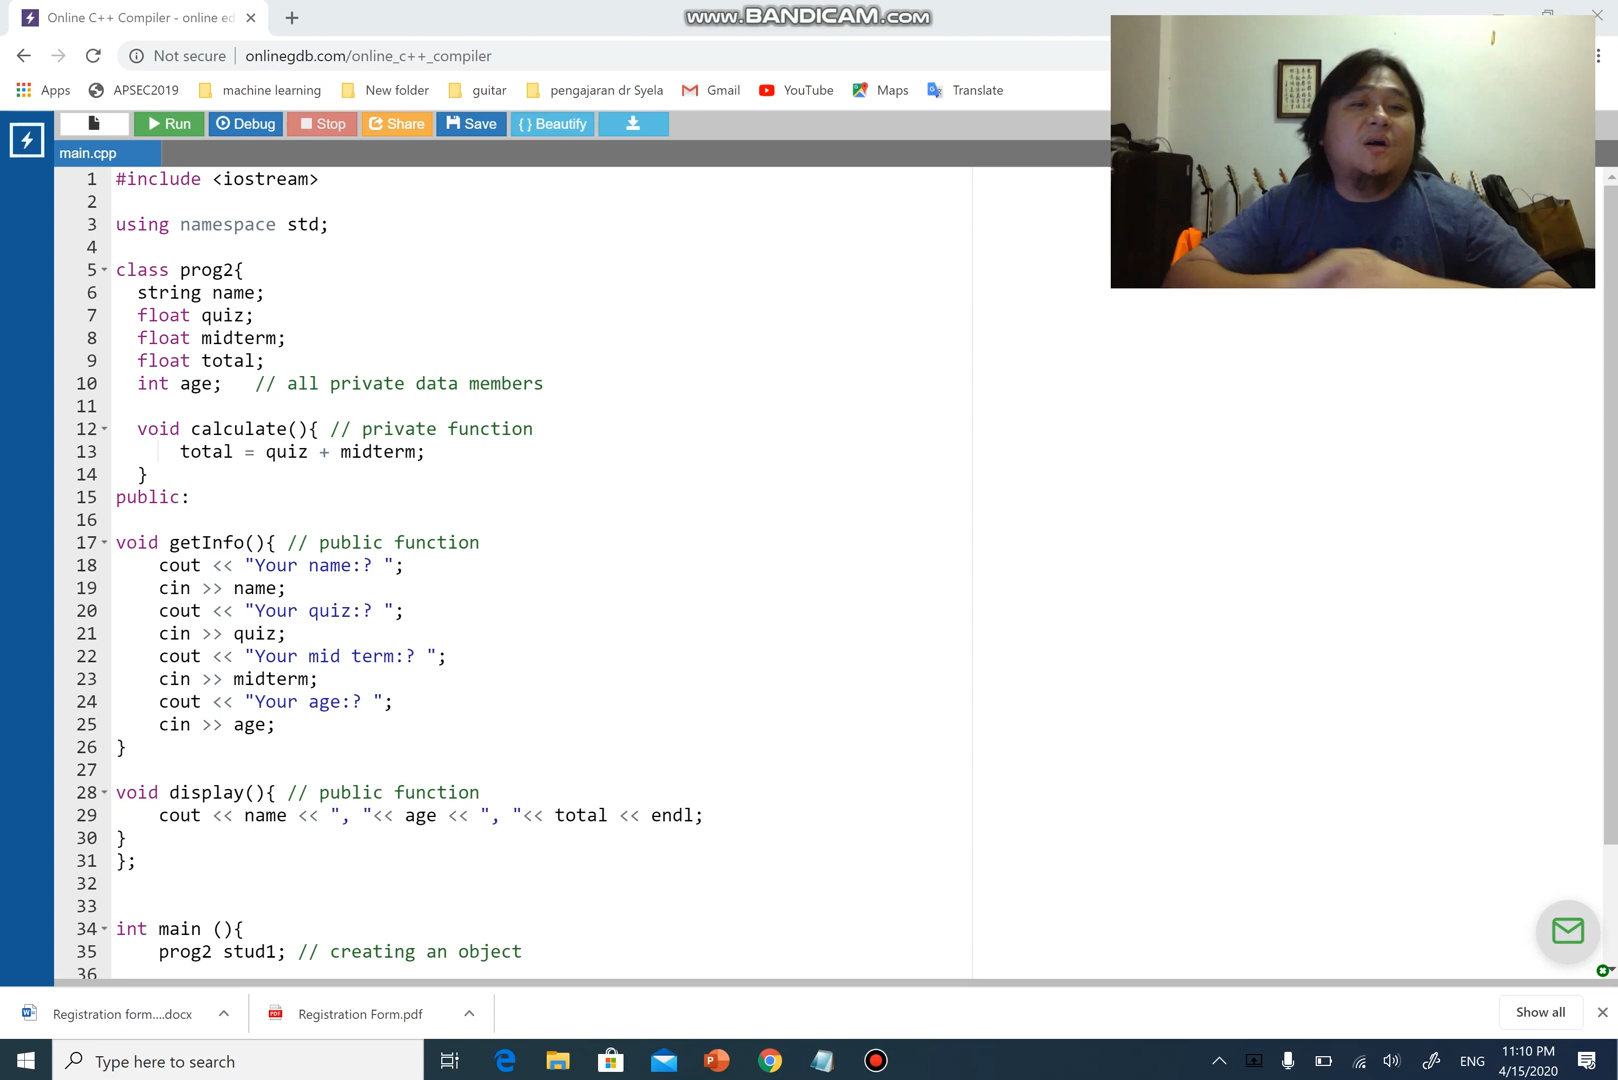 Online C++ Compiler - online ed
www.BANDICAM.com
Not secure
onlinegdb.com/online_c++_compiler
Apps
APSEC2019
machine learning
New folder
guitar
pengajaran dr Syela
Gmail
YouTube
Maps
Translate
Run
Debug
Stop
Share
Save
{ } Beautify
main.cpp
1 #include <iostream>
2
3 using namespace std;
4
5 class prog2{
6 string name;
7 float quiz;
8 float midterm;
9 float total;
10 int age; // all private data members
11
12 void calculate(){ // private function
13 total = quiz + midterm;
14 }
15 public:
16
17 void getInfo(){ // public function
18 cout << "Your name:? ";
19 cin >> name;
20 cout << "Your quiz:? ";
21 cin >> quiz;
22 cout << "Your mid term:? ";
23 cin >> midterm;
24 cout << "Your age:? ";
25 cin >> age;
26 }
27
28 void display(){ // public function
29 cout << name << ", "<< age << ", "<< total << endl;
30 }
31 };
32
33
34 int main (){
35 prog2 stud1; // creating an object
36
Registration form....docx
Registration Form.pdf
Show all
Type here to search
ENG
11:10 PM
4/15/2020